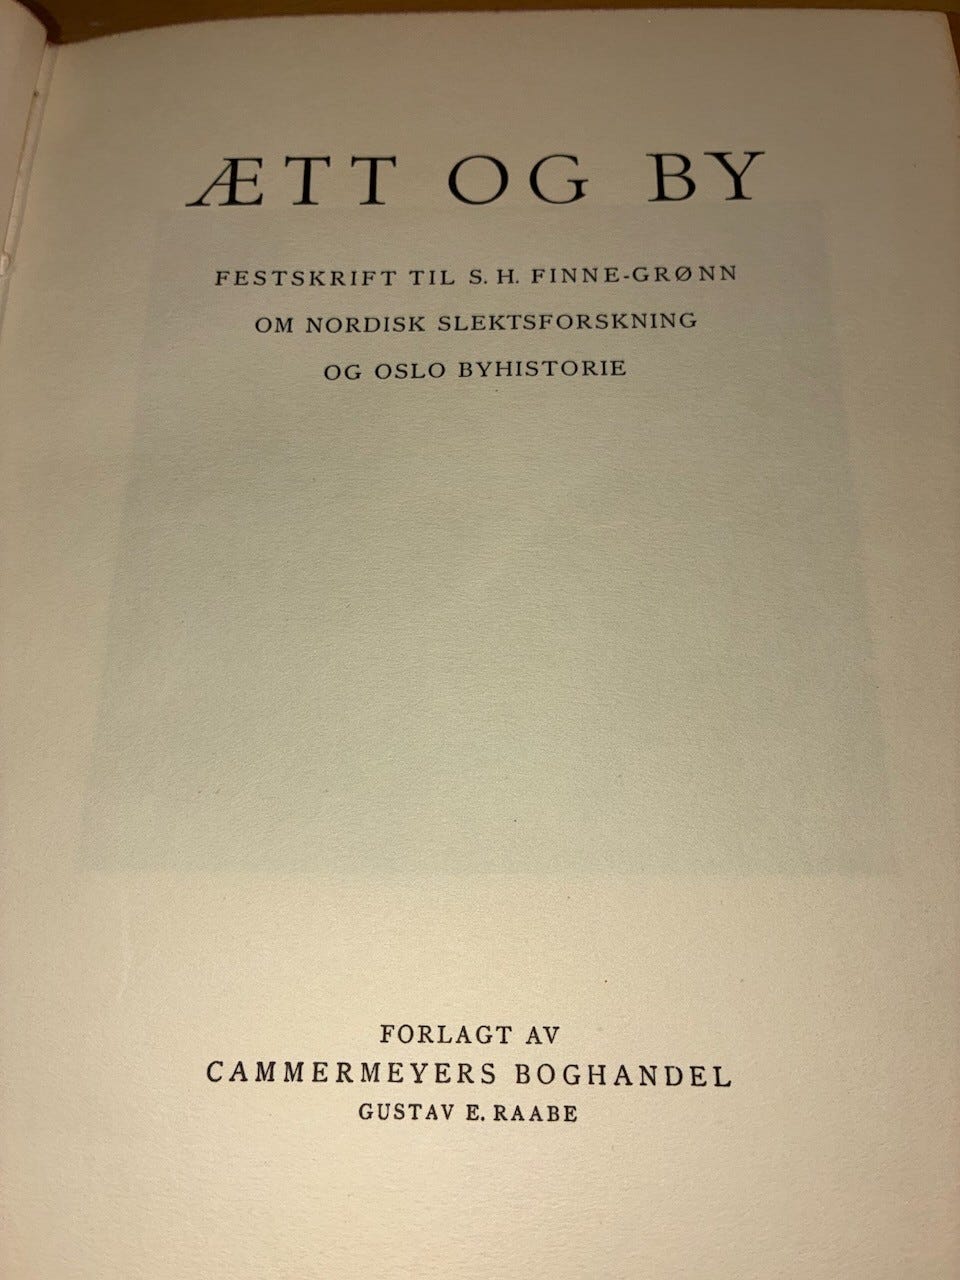 ÆTT OG BY
FESTSKRIFT TIL S. H. FINNE-GRØNN
OM NORDISK SLEKTSFORSKNING
OG OSLO BYHISTORIE
FORLAGT AV
CAMMERMEYERS BOGHANDEL
GUSTAV E. RAABE